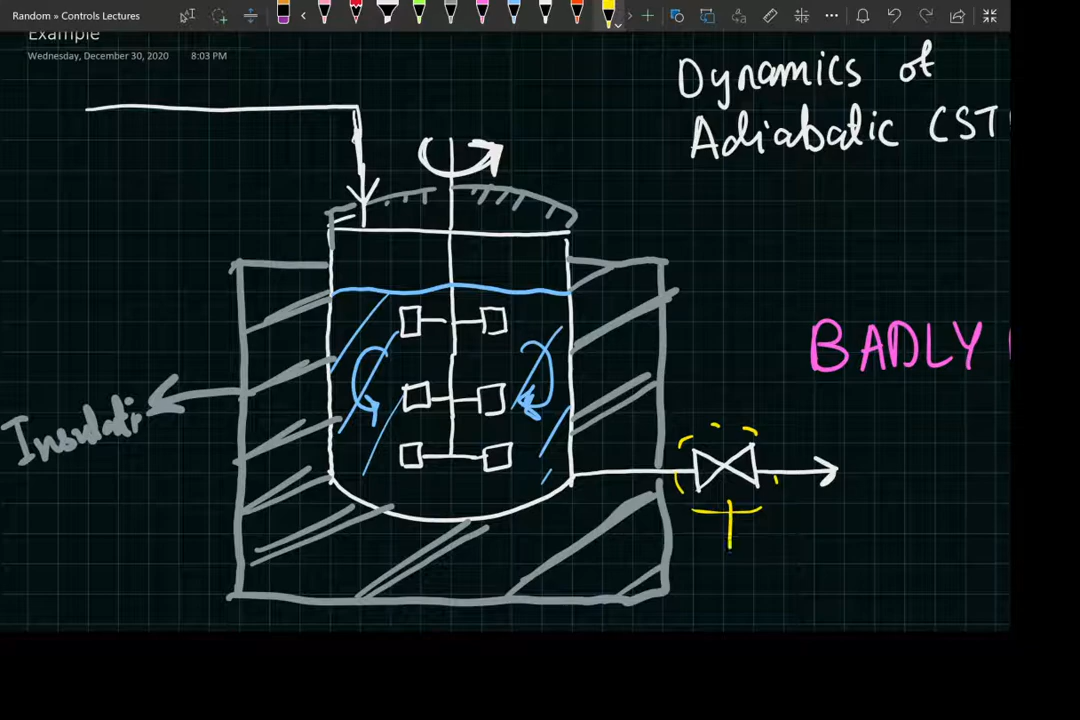 Random » Controls Lectures
Example
Wednesday, December 30, 2020 8:03 PM
Dynamics of
Adiabatic CST
BADLY
Insulati